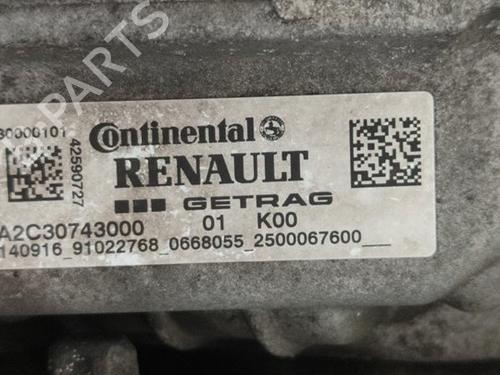 PARTS
30000101
42590727
Continental
RENAULT
GETRAG
A2C30743000 01 K00
140916_91022768_0668055_2500067600___